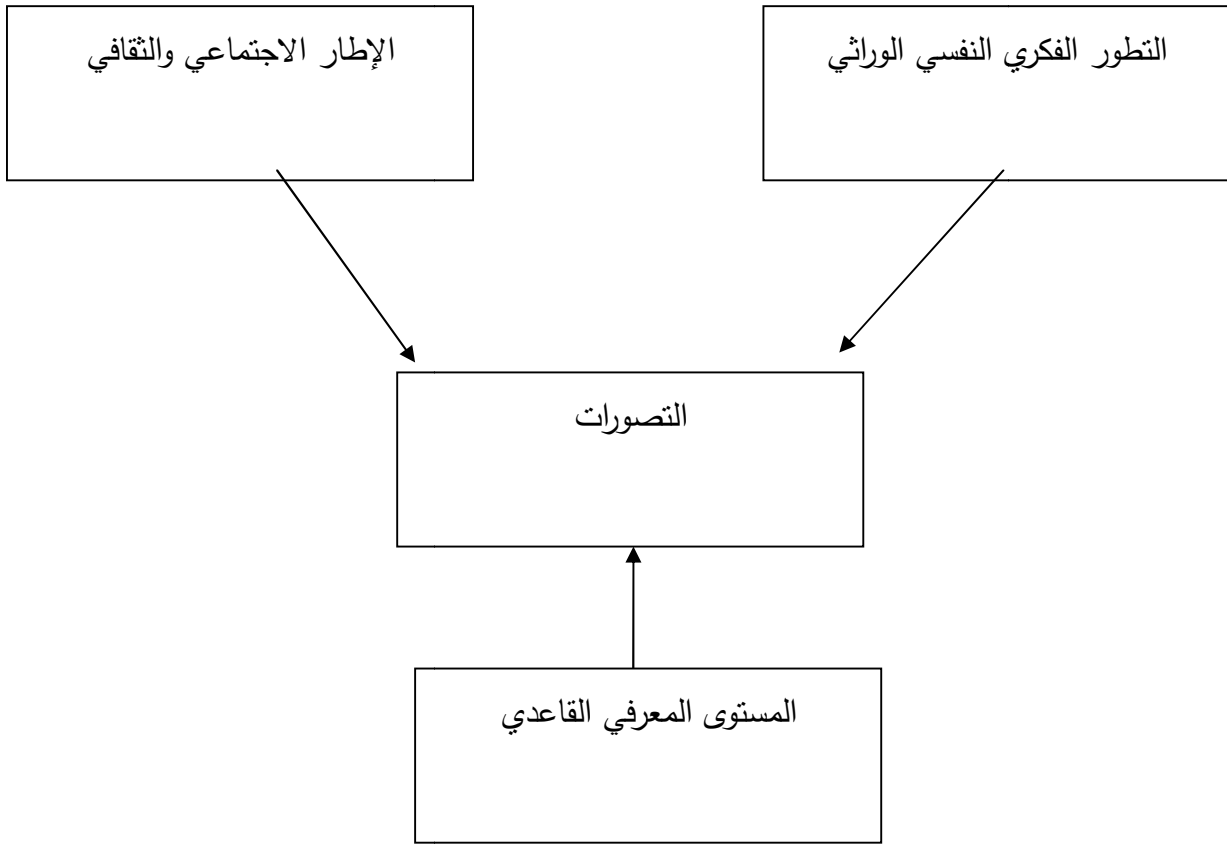 التطور الفكري النفسي الوراثي
الإطار الاجتماعي والثقافي
التصورات
المستوى المعرفي القاعدي